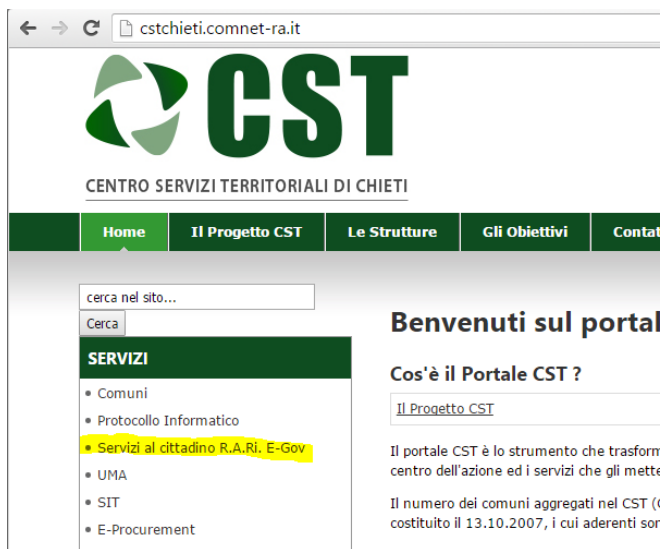 cstchieti.comnet-ra.it
CST
CENTRO SERVIZI TERRITORIALI DI CHIETI
Home Il Progetto CST Le Strutture Gli Obiettivi Contat
cerca nel sito...
Cerca
SERVIZI
Comuni
Protocollo Informatico
Servizi al cittadino R.A.Ri. E-Gov
UMA
SIT
E-Procurement
Benvenuti sul portal
Cos'è il Portale CST ?
Il Progetto CST
Il portale CST è lo strumento che trasform
centro dell'azione ed i servizi che gli mette
Il numero dei comuni aggregati nel CST (
costituito il 13.10.2007, i cui aderenti son